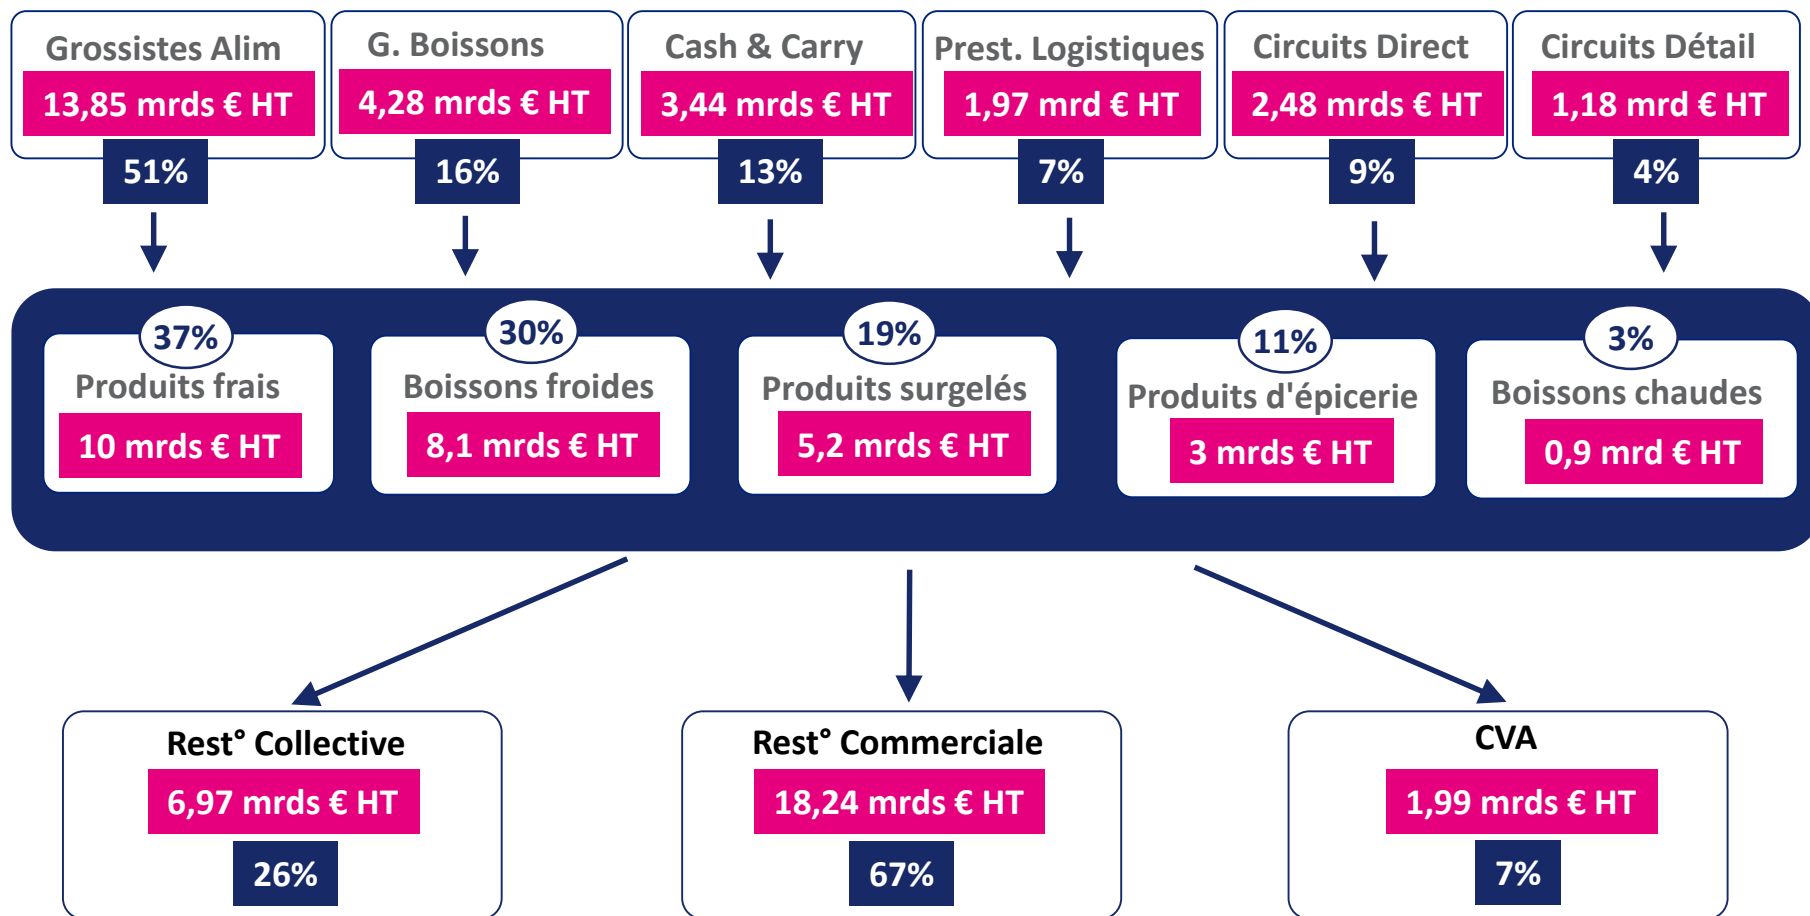 Grossistes Alim
13,85 mrds € HT
51%
G. Boissons
4,28 mrds € HT
16%
Cash & Carry
3,44 mrds € HT
13%
Prest. Logistiques
1,97 mrd € HT
7%
Circuits Direct
2,48 mrds € HT
9%
Circuits Détail
1,18 mrd € HT
4%
37%
Produits frais
10 mrds € HT
30%
Boissons froides
8,1 mrds € HT
19%
Produits surgelés
5,2 mrds € HT
11%
Produits d'épicerie
3 mrds € HT
3%
Boissons chaudes
0,9 mrd € HT
Rest° Collective
6,97 mrds € HT
26%
Rest° Commerciale
18,24 mrds € HT
67%
CVA
1,99 mrds € HT
7%